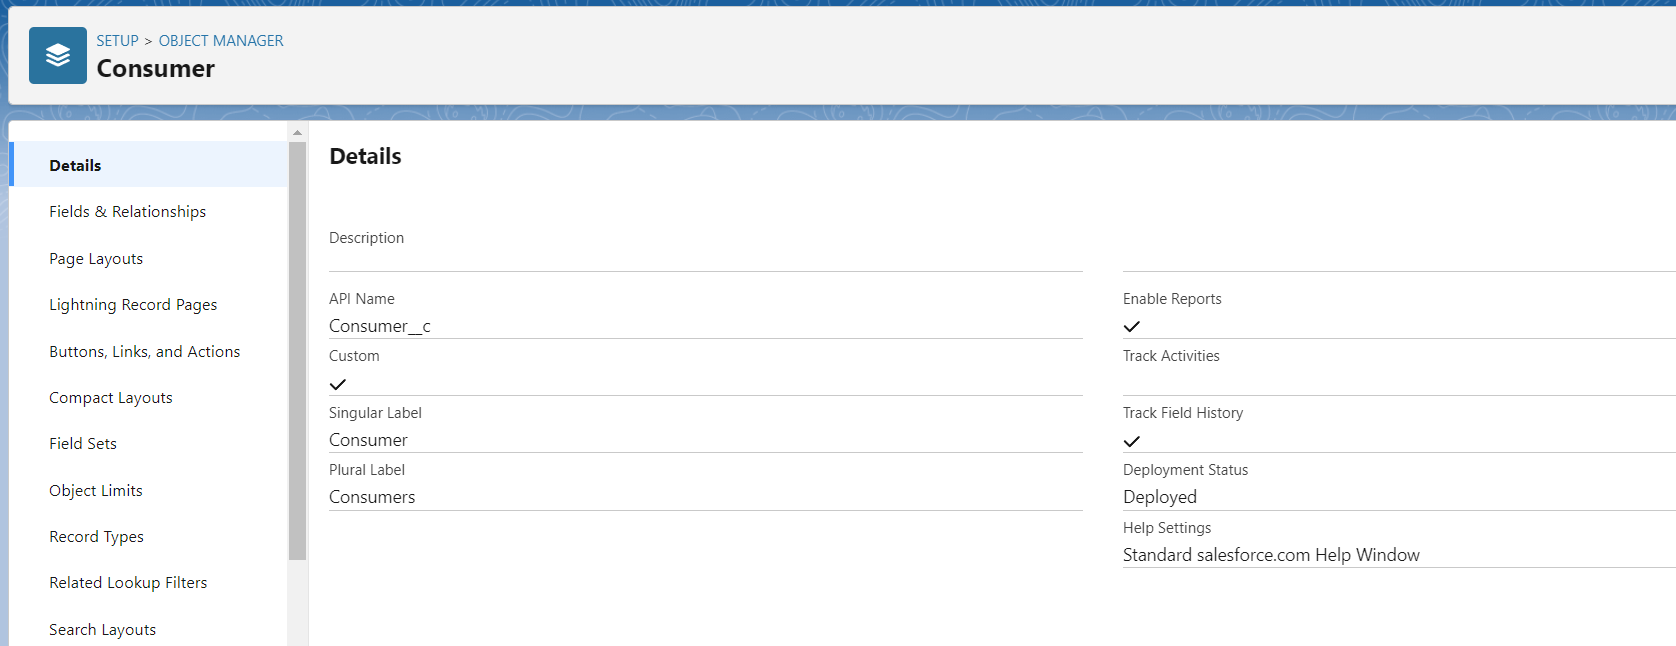 SETUP > OBJECT MANAGER
Consumer
Details
Fields & Relationships
Page Layouts
Lightning Record Pages
Buttons, Links, and Actions
Compact Layouts
Field Sets
Object Limits
Record Types
Related Lookup Filters
Search Layouts
Details
Description
API Name
Consumer__c
Custom
Singular Label
Consumer
Plural Label
Consumers
Enable Reports
Track Activities
Track Field History
Deployment Status
Deployed
Help Settings
Standard salesforce.com Help Window